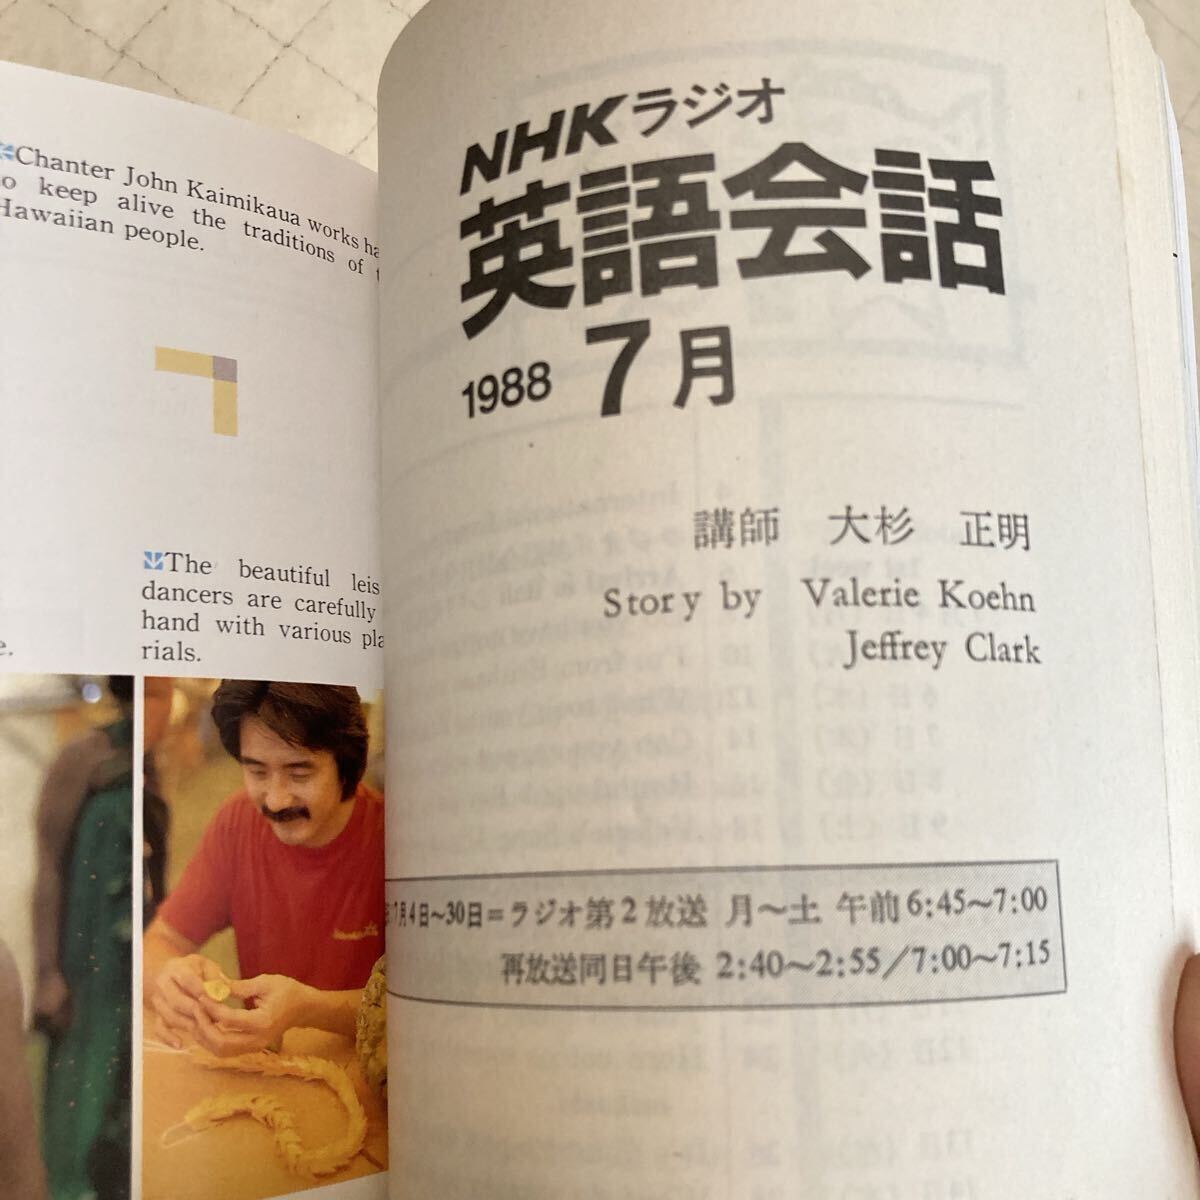 Chanter John Kaimikaua works
keep alive the traditions of
Hawaiian people.
The beautiful leis
dancers are carefully
hand with various
rials.
NHKラジオ
英語会話
1988 7月
講師 大杉 正明
Story by Valerie Koehn
Jeffrey Clark
7月4日〜30日＝ラジオ第2放送 月〜土 午前6:45〜7:00
再放送同日午後 2:40〜2:55／7:00〜7:15